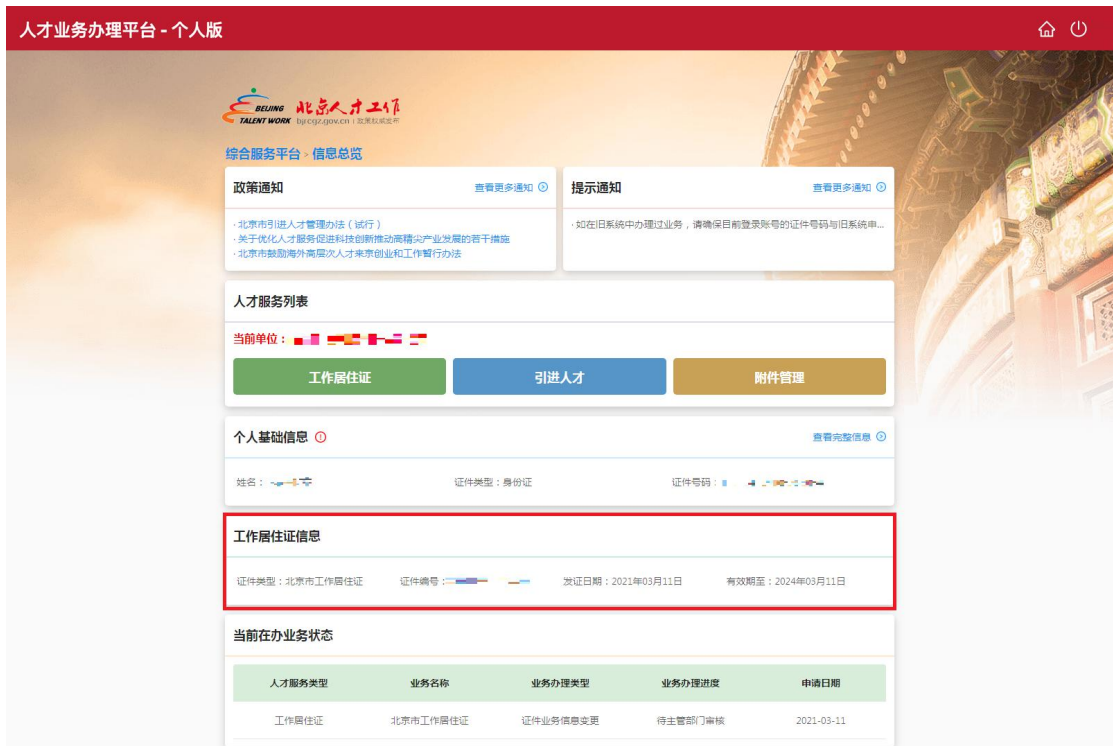 人才业务办理平台 - 个人版
BEIJING
TALENT WORK
北京人才工作
bjrcgz.gov.cn | 政策权威发布
综合服务平台 > 信息总览
政策通知 查看更多通知
· 北京市引进人才管理办法（试行）
· 关于优化人才服务促进科技创新推动高精尖产业发展的若干措施
· 北京市鼓励海外高层次人才来京创业和工作暂行办法
提示通知 查看更多通知
· 如在旧系统中办理过业务，请确保目前登录账号的证件号码与旧系统申...
人才服务列表
当前单位：
工作居住证 引进人才 附件管理
个人基础信息 查看完整信息
姓名： 证件类型：身份证 证件号码：
工作居住证信息
证件类型：北京市工作居住证 证件编号： 发证日期：2021年03月11日 有效期至：2024年03月11日
当前在办业务状态
人才服务类型 业务名称 业务办理类型 业务办理进度 申请日期
工作居住证 北京市工作居住证 证件业务信息变更 待主管部门审核 2021-03-11